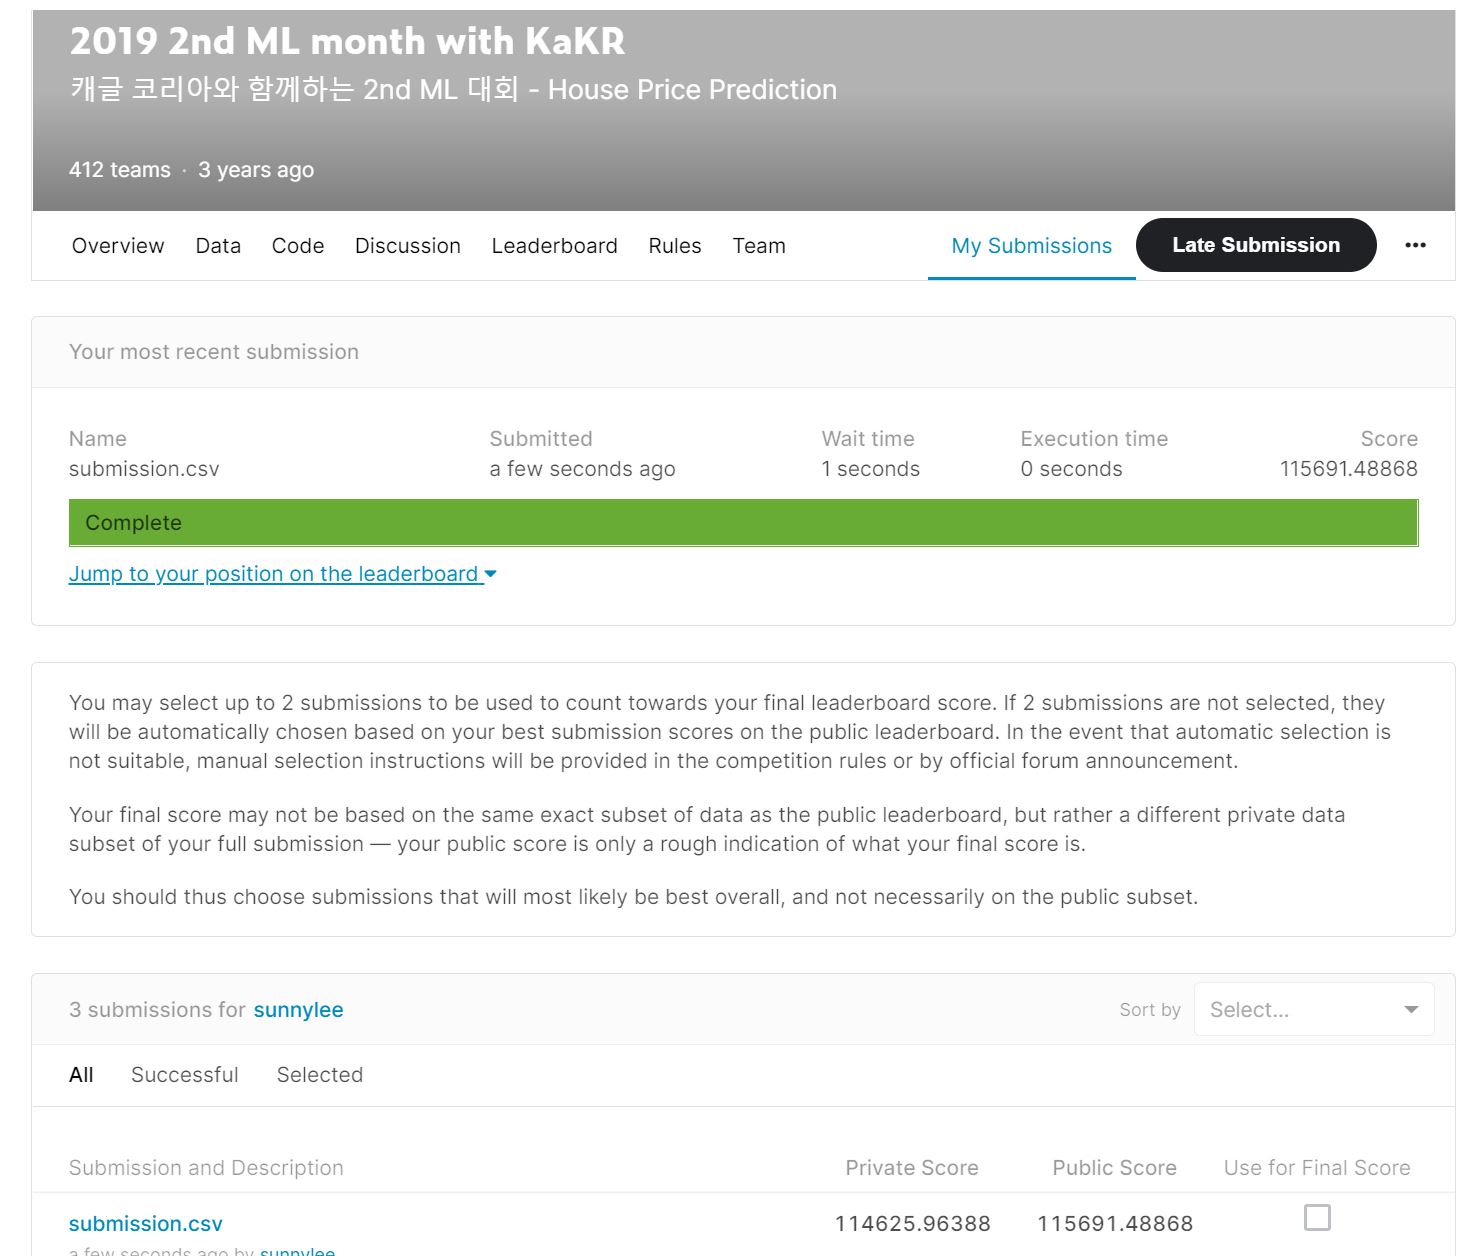 2019 2nd ML month with KaKR
캐글 코리아와 함께하는 2nd ML 대회 - House Price Prediction
412 teams · 3 years ago
Overview Data Code Discussion Leaderboard Rules Team My Submissions Late Submission •••
Your most recent submission
Name Submitted Wait time Execution time Score
submission.csv a few seconds ago 1 seconds 0 seconds 115691.48868
Complete
Jump to your position on the leaderboard
You may select up to 2 submissions to be used to count towards your final leaderboard score. If 2 submissions are not selected, they
will be automatically chosen based on your best submission scores on the public leaderboard. In the event that automatic selection is
not suitable, manual selection instructions will be provided in the competition rules or by official forum announcement.
Your final score may not be based on the same exact subset of data as the public leaderboard, but rather a different private data
subset of your full submission — your public score is only a rough indication of what your final score is.
You should thus choose submissions that will most likely be best overall, and not necessarily on the public subset.
3 submissions for sunnylee Sort by Select...
All Successful Selected
Submission and Description Private Score Public Score Use for Final Score
submission.csv 114625.96388 115691.48868
a few seconds ago by sunnylee